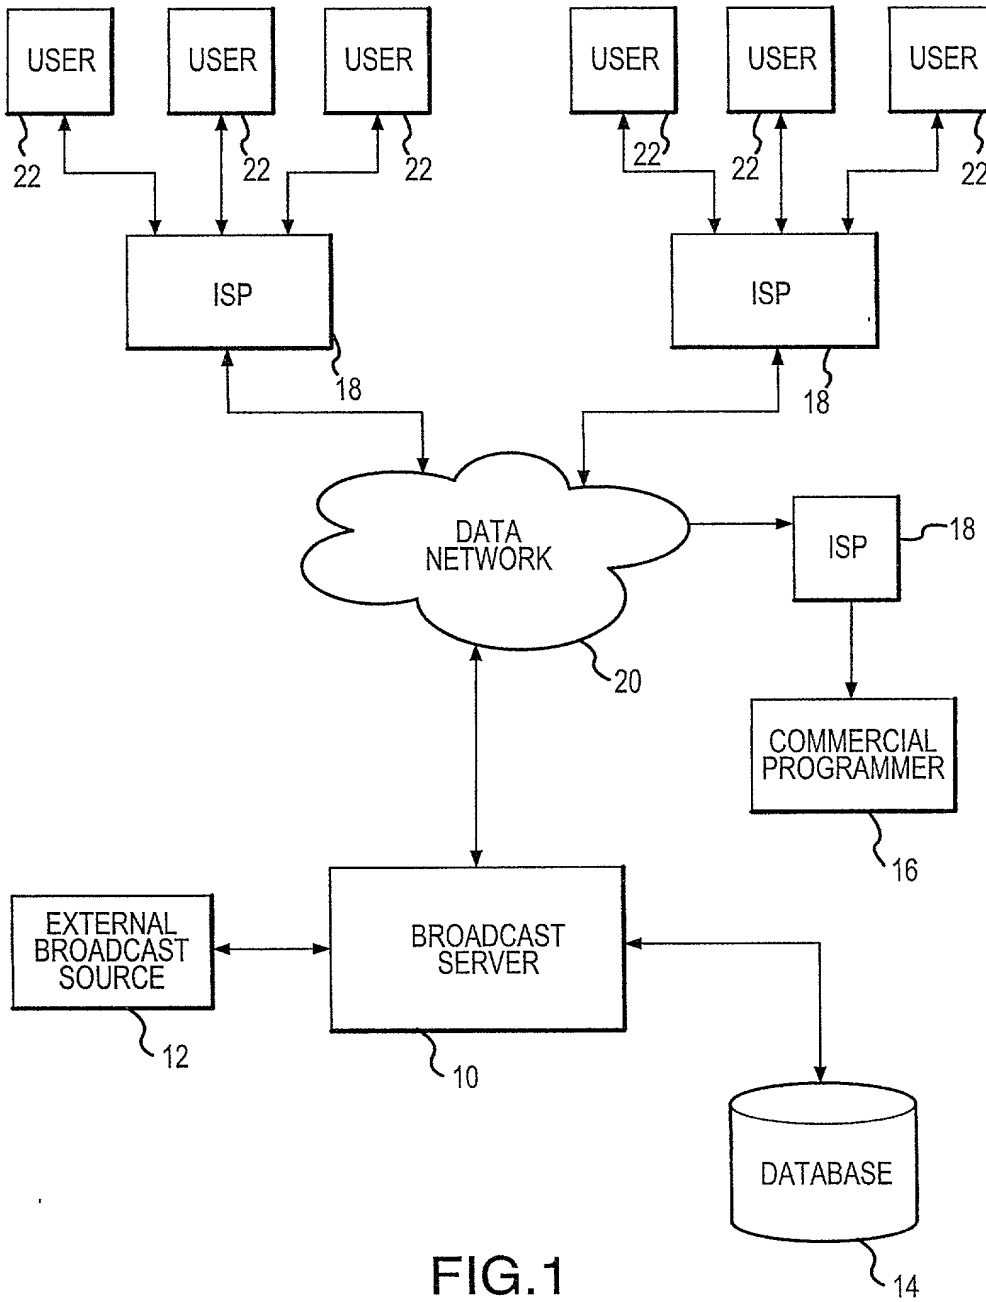 USER USER USER USER USER USER
22 22 22 22 22 22
ISP ISP
18 18
DATA
NETWORK
ISP
18
20
COMMERCIAL
PROGRAMMER
16
EXTERNAL
BROADCAST
SOURCE
12
BROADCAST
SERVER
10
DATABASE
14
FIG.1